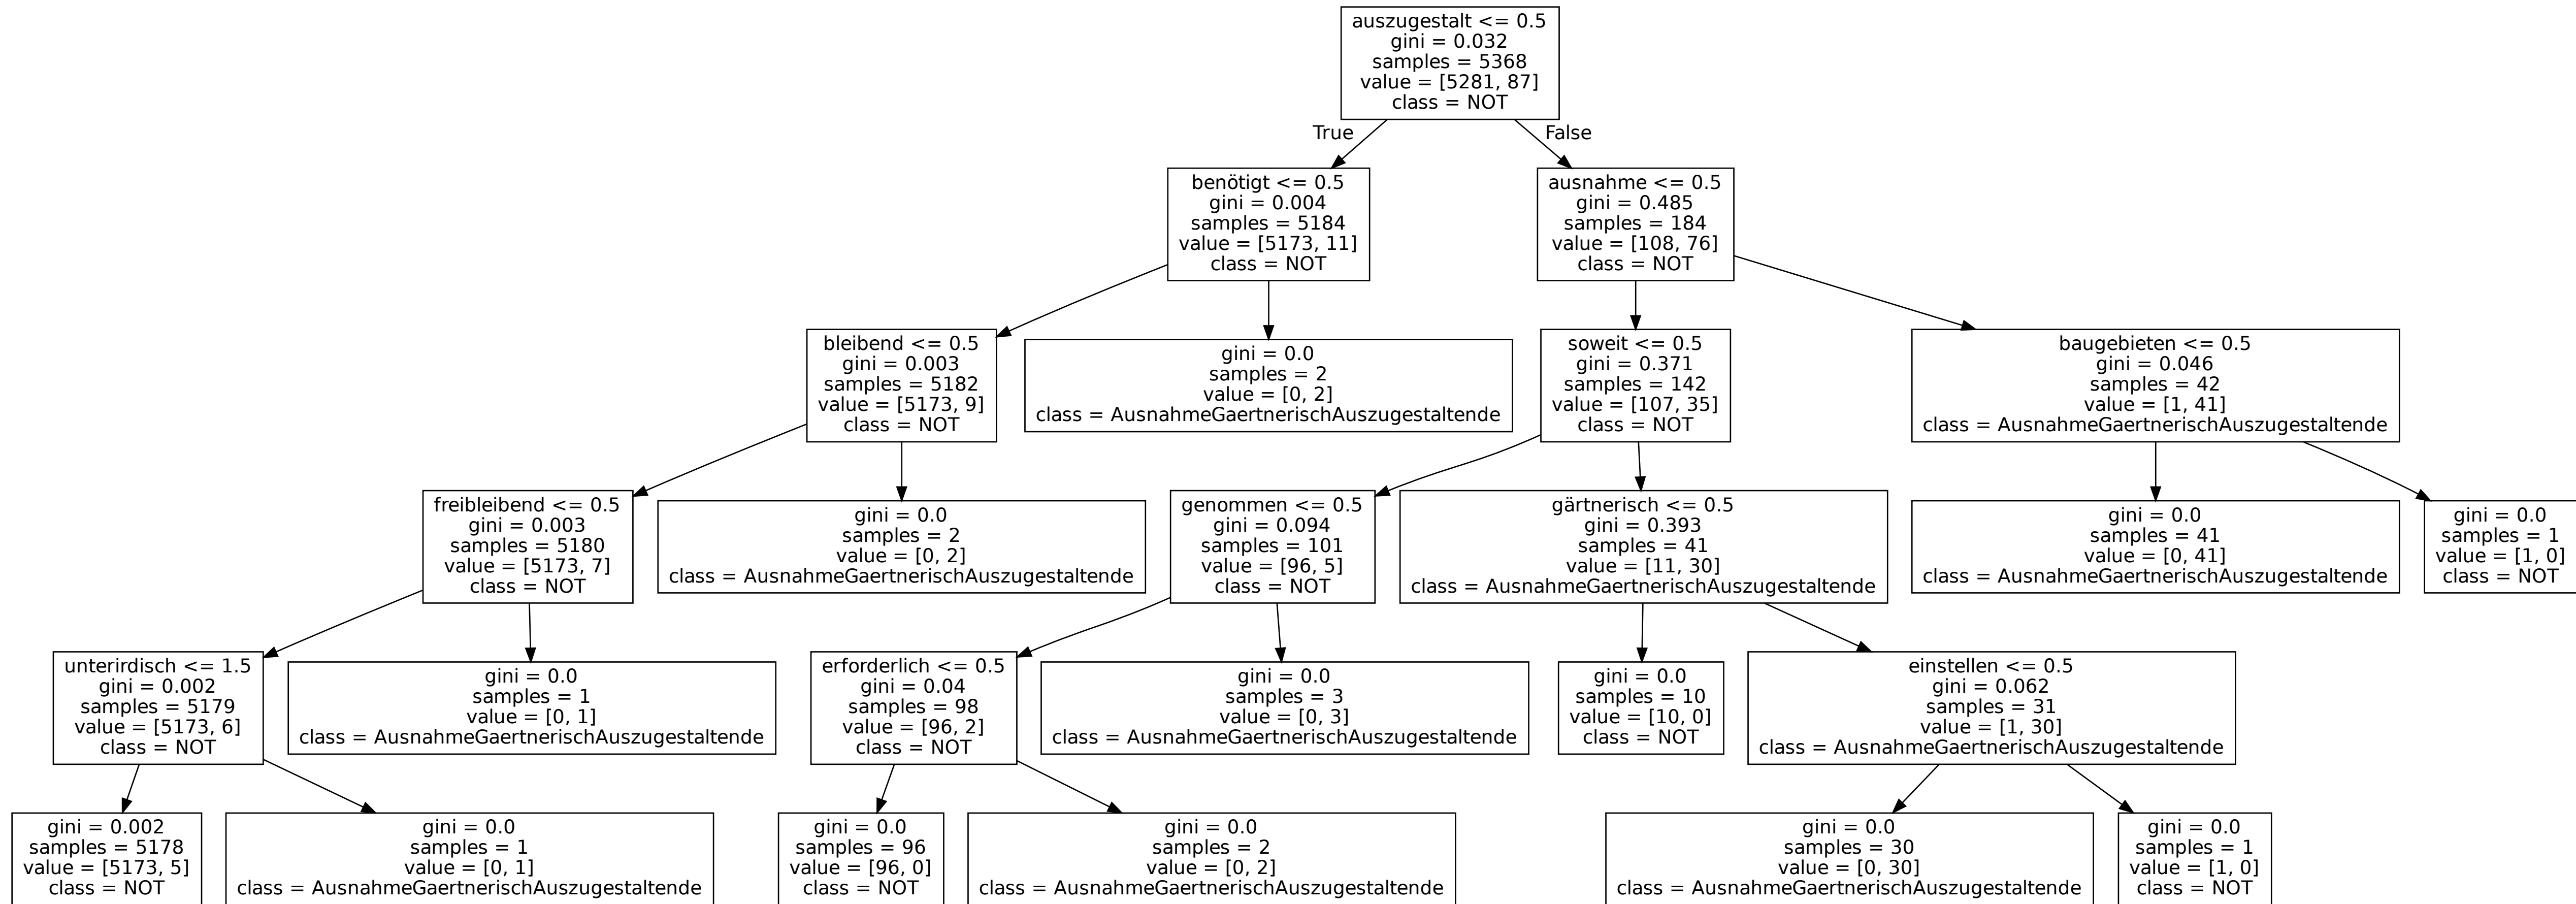 auszugestalt <= 0.5
gini = 0.032
samples = 5368
value = [5281, 87]
class = NOT
True
False
benötigt <= 0.5
gini = 0.004
samples = 5184
value = [5173, 11]
class = NOT
ausnahme <= 0.5
gini = 0.485
samples = 184
value = [108, 76]
class = NOT
bleibend <= 0.5
gini = 0.003
samples = 5182
value = [5173, 9]
class = NOT
gini = 0.0
samples = 2
value = [0, 2]
class = AusnahmeGaertnerischAuszugestaltende
soweit <= 0.5
gini = 0.371
samples = 142
value = [107, 35]
class = NOT
baugebieten <= 0.5
gini = 0.046
samples = 42
value = [1, 41]
class = AusnahmeGaertnerischAuszugestaltende
freibleibend <= 0.5
gini = 0.003
samples = 5180
value = [5173, 7]
class = NOT
gini = 0.0
samples = 2
value = [0, 2]
class = AusnahmeGaertnerischAuszugestaltende
genommen <= 0.5
gini = 0.094
samples = 101
value = [96, 5]
class = NOT
gärtnerisch <= 0.5
gini = 0.393
samples = 41
value = [11, 30]
class = AusnahmeGaertnerischAuszugestaltende
gini = 0.0
samples = 41
value = [0, 41]
class = AusnahmeGaertnerischAuszugestaltende
gini = 0.0
samples = 1
value = [1, 0]
class = NOT
unterirdisch <= 1.5
gini = 0.002
samples = 5179
value = [5173, 6]
class = NOT
gini = 0.0
samples = 1
value = [0, 1]
class = AusnahmeGaertnerischAuszugestaltende
erforderlich <= 0.5
gini = 0.04
samples = 98
value = [96, 2]
class = NOT
gini = 0.0
samples = 3
value = [0, 3]
class = AusnahmeGaertnerischAuszugestaltende
gini = 0.0
samples = 10
value = [10, 0]
class = NOT
einstellen <= 0.5
gini = 0.062
samples = 31
value = [1, 30]
class = AusnahmeGaertnerischAuszugestaltende
gini = 0.002
samples = 5178
value = [5173, 5]
class = NOT
gini = 0.0
samples = 1
value = [0, 1]
class = AusnahmeGaertnerischAuszugestaltende
gini = 0.0
samples = 96
value = [96, 0]
class = NOT
gini = 0.0
samples = 2
value = [0, 2]
class = AusnahmeGaertnerischAuszugestaltende
gini = 0.0
samples = 30
value = [0, 30]
class = AusnahmeGaertnerischAuszugestaltende
gini = 0.0
samples = 1
value = [1, 0]
class = NOT